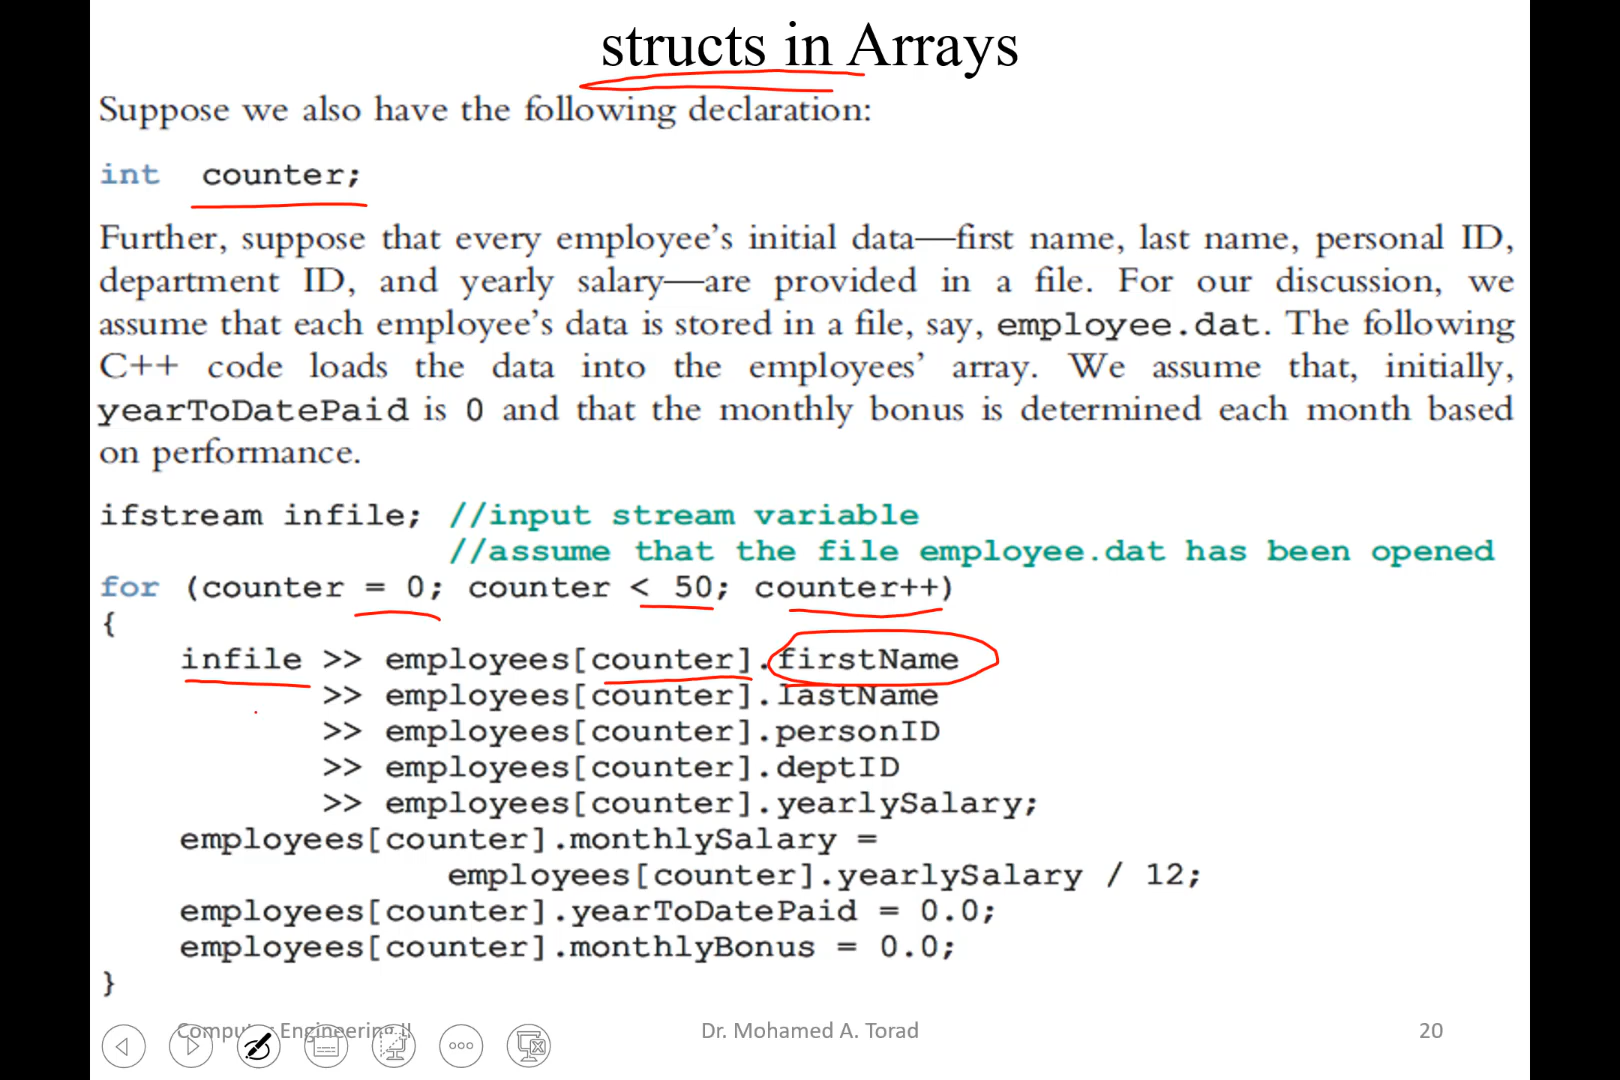 structs in Arrays
Suppose we also have the following declaration:
int counter;
Further, suppose that every employee's initial data—first name, last name, personal ID,
department ID, and yearly salary—are provided in a file. For our discussion, we
assume that each employee's data is stored in a file, say, employee.dat. The following
C++ code loads the data into the employees' array. We assume that, initially,
yearToDatePaid is 0 and that the monthly bonus is determined each month based
on performance.
ifstream infile; //input stream variable
//assume that the file employee.dat has been opened
for (counter = 0; counter < 50; counter++)
{
infile >> employees[counter].firstName
>> employees[counter].lastName
>> employees[counter].personID
>> employees[counter].deptID
>> employees[counter].yearlySalary;
employees[counter].monthlySalary =
employees[counter].yearlySalary / 12;
employees[counter].yearToDatePaid = 0.0;
employees[counter].monthlyBonus = 0.0;
}
Computer Engineering II Dr. Mohamed A. Torad 20